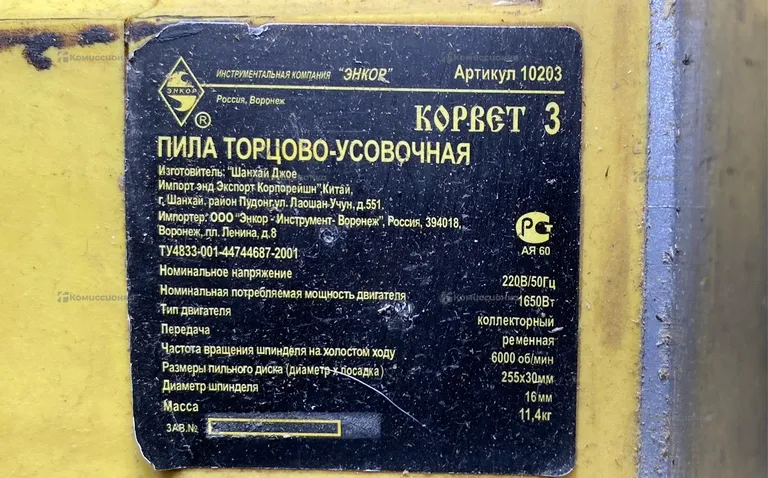 ЭНКОР
®
ИНСТРУМЕНТАЛЬНАЯ КОМПАНИЯ "ЭНКОР" Артикул 10203
Россия, Воронеж
КОРВЕТ 3
ПИЛА ТОРЦОВО-УСОВОЧНАЯ
Изготовитель: "Шанхай Джое
Импорт энд Экспорт Корпорейшн",Китай,
г. Шанхай. район Пудонг.ул. Лаошан Учун, д.551.
Импортер: ООО "Энкор - Инструмент- Воронеж", Россия, 394018,
Воронеж, пл. Ленина, д.8
РС
АЯ 60
ТУ4833-001-44744687-2001
Номинальное напряжение 220В/50Гц
Номинальная потребляемая мощность двигателя 1650Вт
Тип двигателя коллекторный
Передача ременная
Частота вращения шпинделя на холостом ходу 6000 об/мин
Размеры пильного диска (диаметр х посадка) 255х30мм
Диаметр шпинделя 16мм
Масса 11,4кг
ЗАВ.№